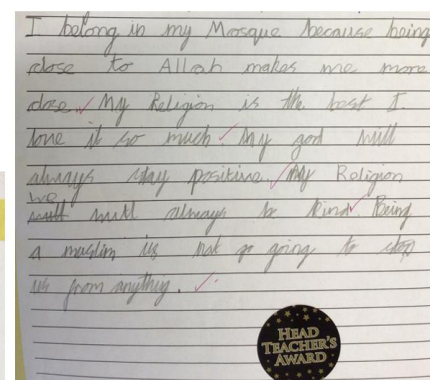 I belong in my Mosque because being
close to Allah makes me more
close. My Religion is the best I
love it so much My god will
always stay positive. My Religion
we
will always be kind Being
a muslim is not go going to stop
us from anything.
HEAD
TEACHER'S
AWARD